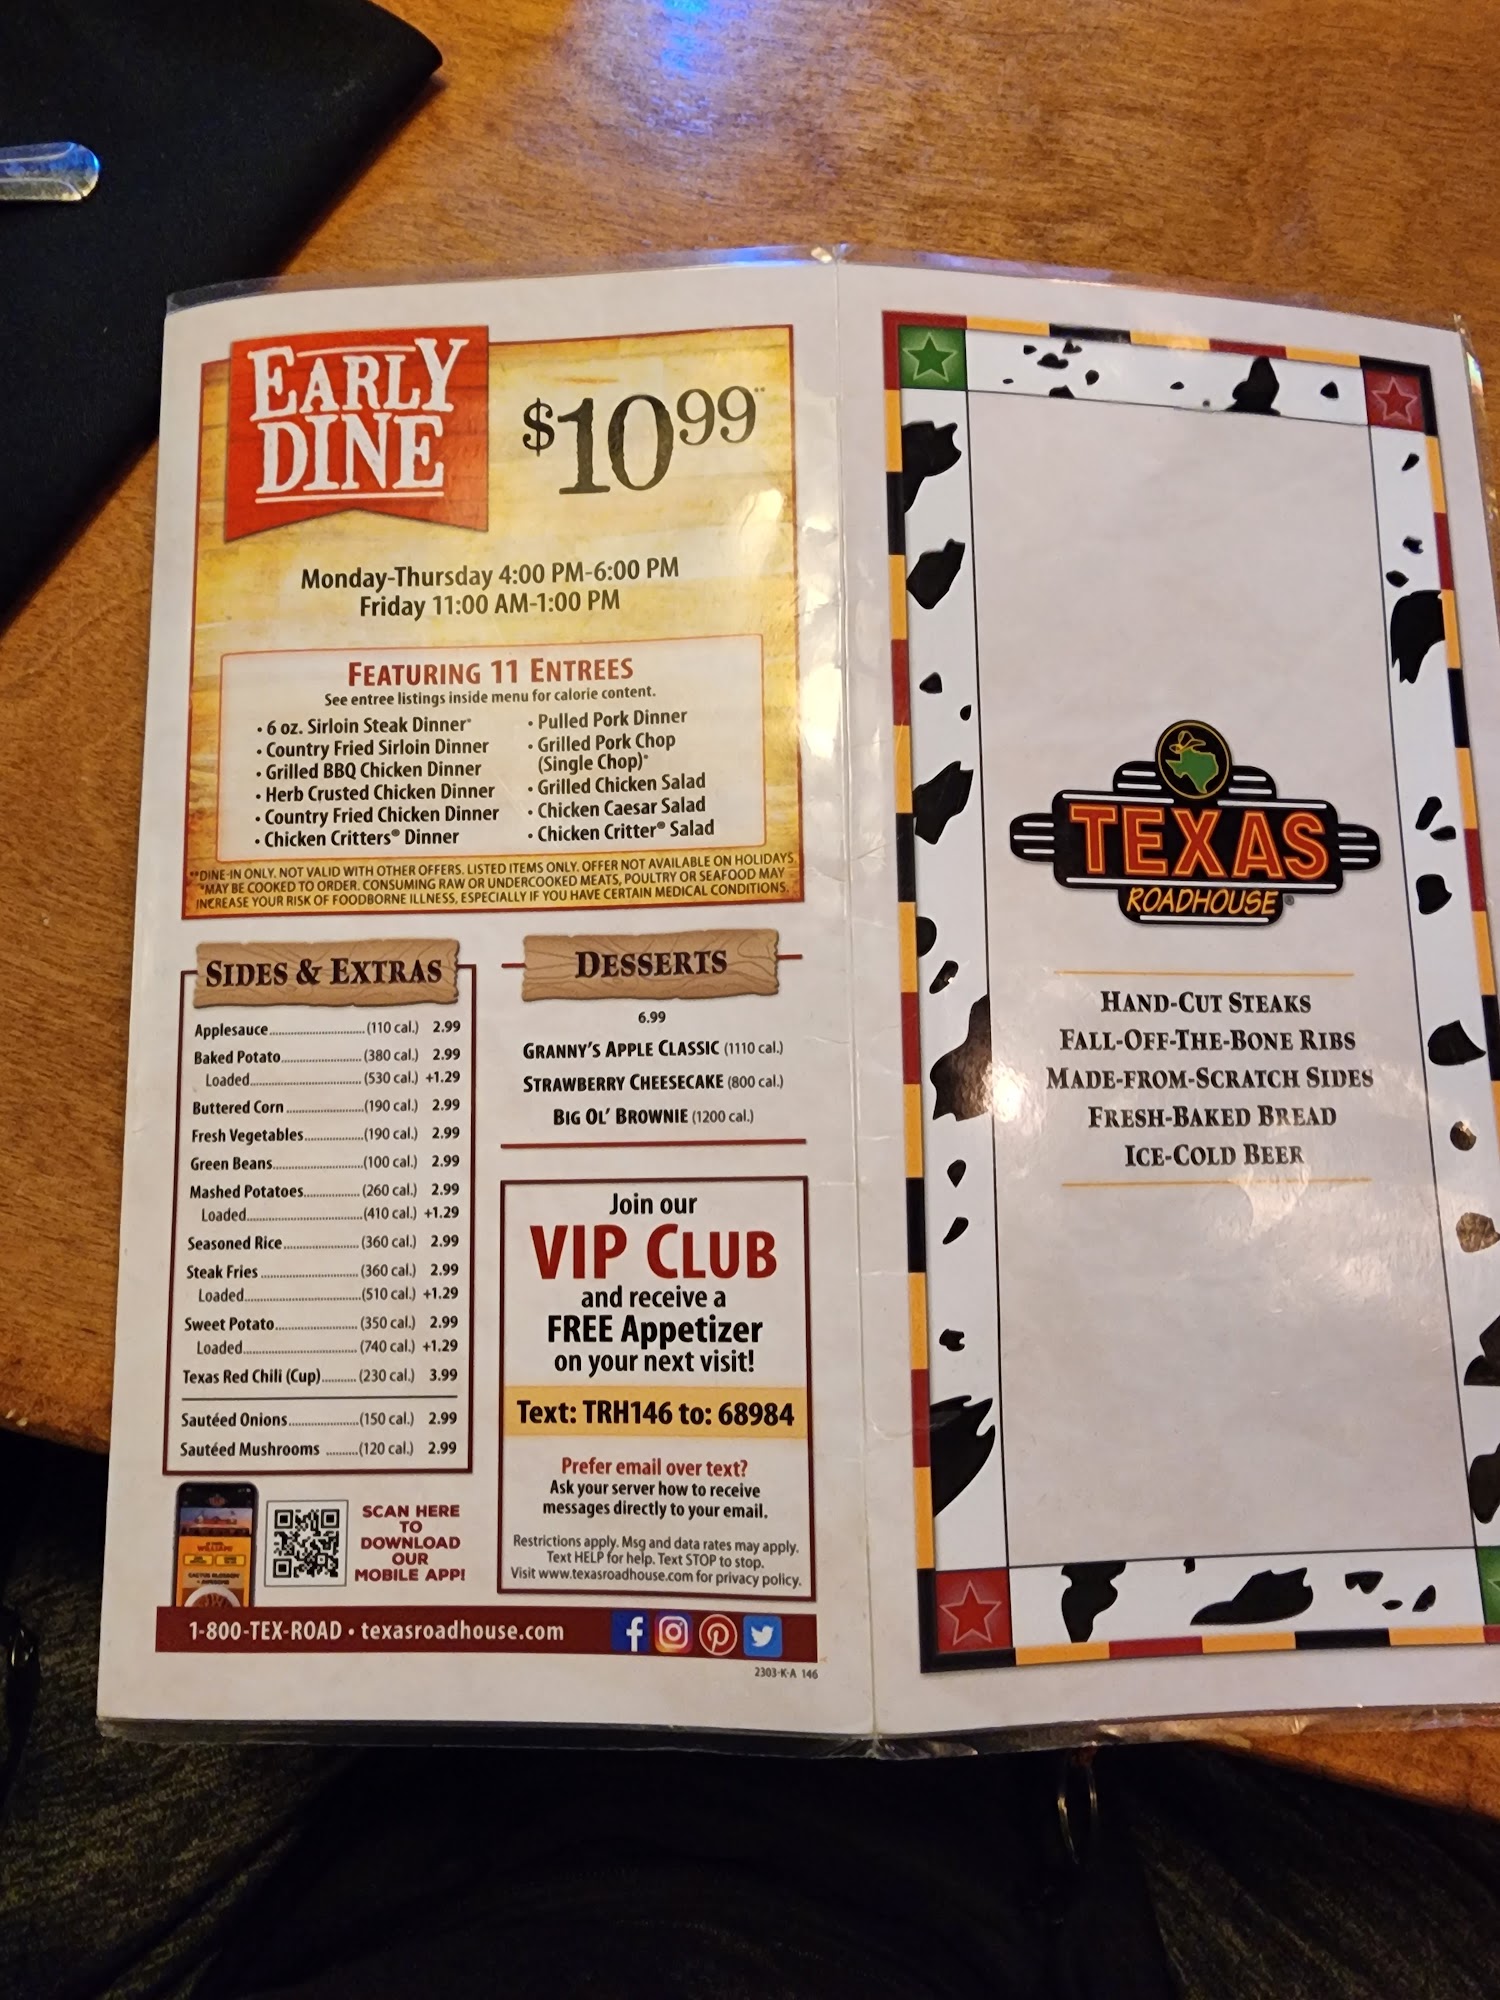 EARLY
DINE
$10.99**
Monday-Thursday 4:00 PM-6:00 PM
Friday 11:00 AM-1:00 PM
FEATURING 11 ENTREES
See entree listings inside menu for calorie content.
• 6 oz. Sirloin Steak Dinner*
• Country Fried Sirloin Dinner
• Grilled BBQ Chicken Dinner
• Herb Crusted Chicken Dinner
• Country Fried Chicken Dinner
• Chicken Critters® Dinner
• Pulled Pork Dinner
• Grilled Pork Chop
(Single Chop)*
• Grilled Chicken Salad
• Chicken Caesar Salad
• Chicken Critter® Salad
**DINE-IN ONLY. NOT VALID WITH OTHER OFFERS. LISTED ITEMS ONLY. OFFER NOT AVAILABLE ON HOLIDAYS
*MAY BE COOKED TO ORDER. CONSUMING RAW OR UNDERCOOKED MEATS, POULTRY OR SEAFOOD MAY
INCREASE YOUR RISK OF FOODBORNE ILLNESS, ESPECIALLY IF YOU HAVE CERTAIN MEDICAL CONDITIONS.
SIDES & EXTRAS
Applesauce (110 cal.) 2.99
Baked Potato (380 cal.) 2.99
Loaded (530 cal.) +1.29
Buttered Corn (190 cal.) 2.99
Fresh Vegetables (190 cal.) 2.99
Green Beans (100 cal.) 2.99
Mashed Potatoes (260 cal.) 2.99
Loaded (410 cal.) +1.29
Seasoned Rice (360 cal.) 2.99
Steak Fries (360 cal.) 2.99
Loaded (510 cal.) +1.29
Sweet Potato (350 cal.) 2.99
Loaded (740 cal.) +1.29
Texas Red Chili (Cup) (230 cal.) 3.99
Sautéed Onions (150 cal.) 2.99
Sautéed Mushrooms (120 cal.) 2.99
SCAN HERE
TO
DOWNLOAD
OUR
MOBILE APP!
DESSERTS
6.99
GRANNY'S APPLE CLASSIC (1110 cal.)
STRAWBERRY CHEESECAKE (800 cal.)
BIG OL' BROWNIE (1200 cal.)
Join our
VIP CLUB
and receive a
FREE Appetizer
on your next visit!
Text: TRH146 to: 68984
Prefer email over text?
Ask your server how to receive
messages directly to your email.
Restrictions apply. Msg and data rates may apply.
Text HELP for help. Text STOP to stop.
Visit www.texasroadhouse.com for privacy policy.
1-800-TEX-ROAD • texasroadhouse.com
2303-K-A 146
TEXAS
ROADHOUSE®
HAND-CUT STEAKS
FALL-OFF-THE-BONE RIBS
MADE-FROM-SCRATCH SIDES
FRESH-BAKED BREAD
ICE-COLD BEER